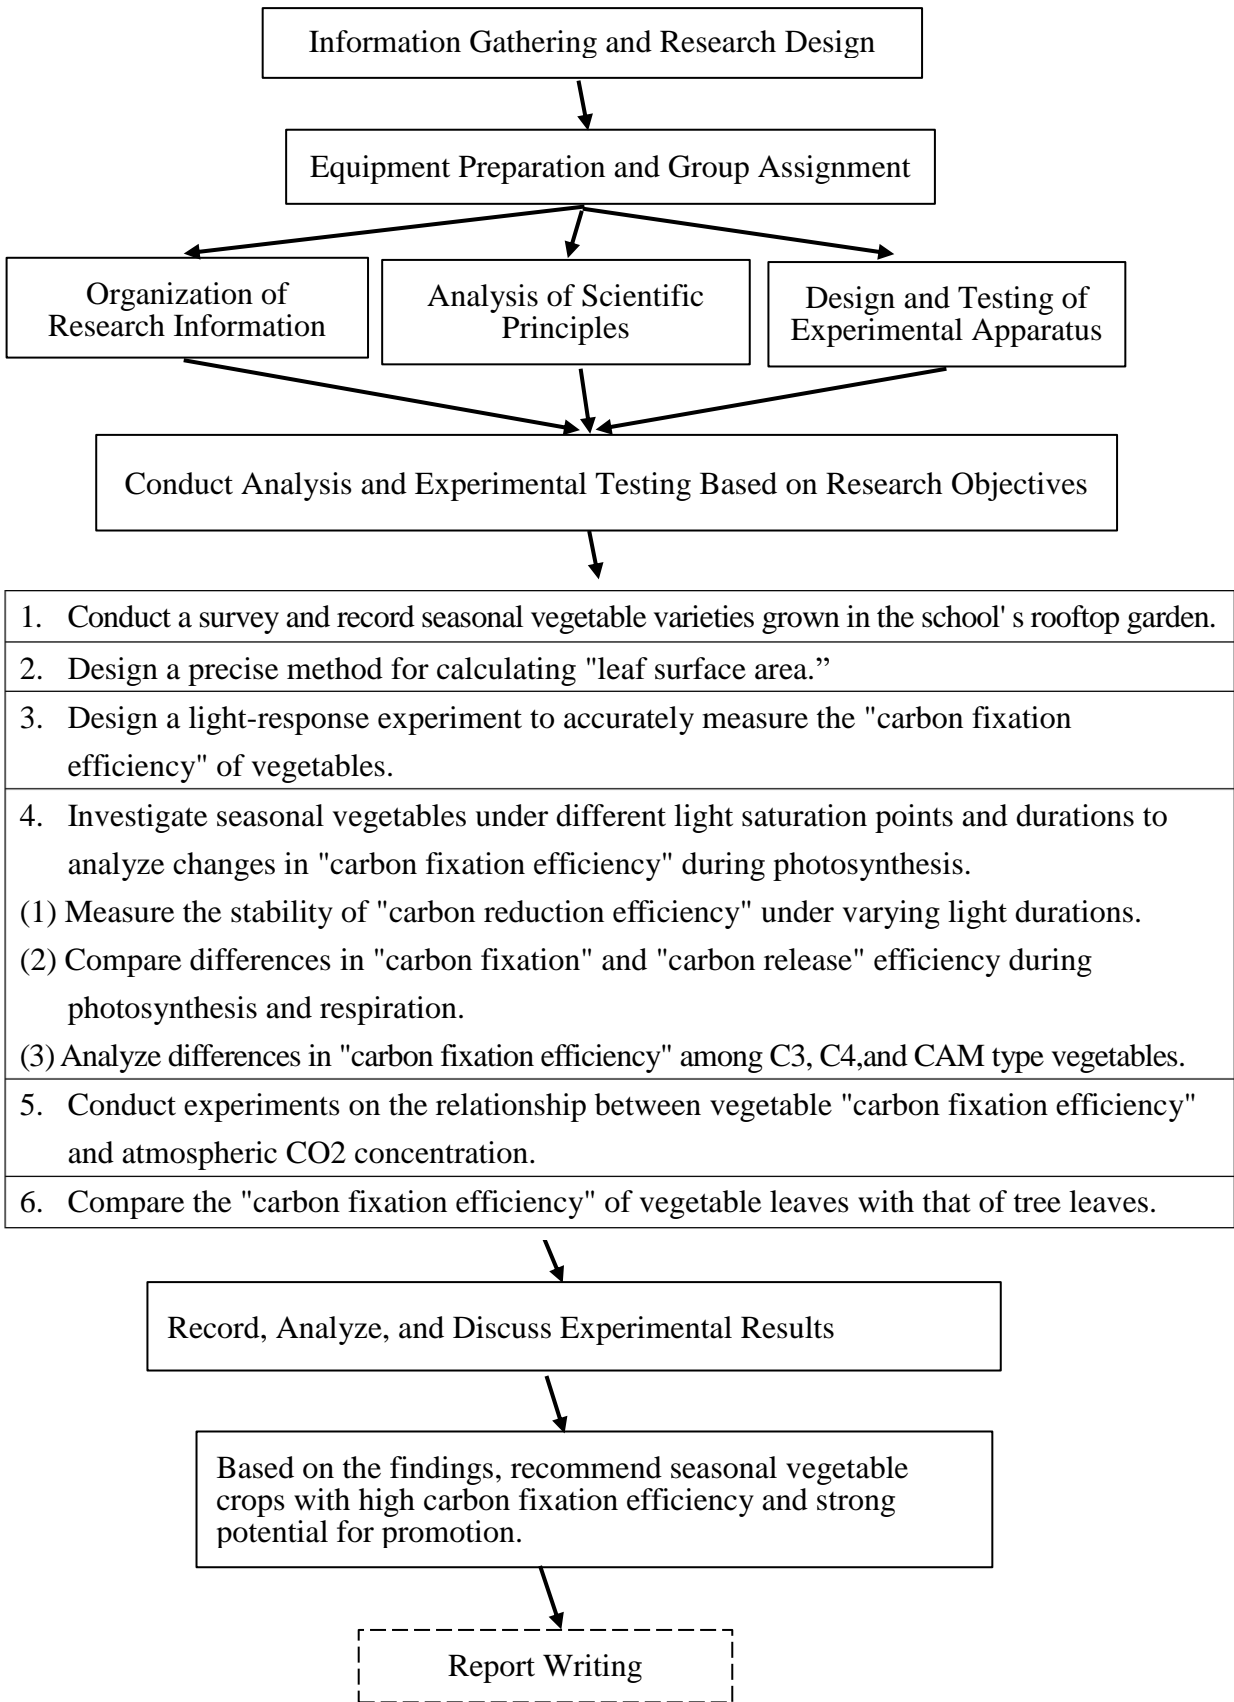 Information Gathering and Research Design
Equipment Preparation and Group Assignment
Organization of
Research Information
Analysis of Scientific
Principles
Design and Testing of
Experimental Apparatus
Conduct Analysis and Experimental Testing Based on Research Objectives
1. Conduct a survey and record seasonal vegetable varieties grown in the school' s rooftop garden.
2. Design a precise method for calculating "leaf surface area.”
3. Design a light-response experiment to accurately measure the "carbon fixation
efficiency" of vegetables.
4. Investigate seasonal vegetables under different light saturation points and durations to
analyze changes in "carbon fixation efficiency" during photosynthesis.
(1) Measure the stability of "carbon reduction efficiency" under varying light durations.
(2) Compare differences in "carbon fixation" and "carbon release" efficiency during
photosynthesis and respiration.
(3) Analyze differences in "carbon fixation efficiency" among C3, C4,and CAM type vegetables.
5. Conduct experiments on the relationship between vegetable "carbon fixation efficiency"
and atmospheric CO2 concentration.
6. Compare the "carbon fixation efficiency" of vegetable leaves with that of tree leaves.
Record, Analyze, and Discuss Experimental Results
Based on the findings, recommend seasonal vegetable
crops with high carbon fixation efficiency and strong
potential for promotion.
Report Writing